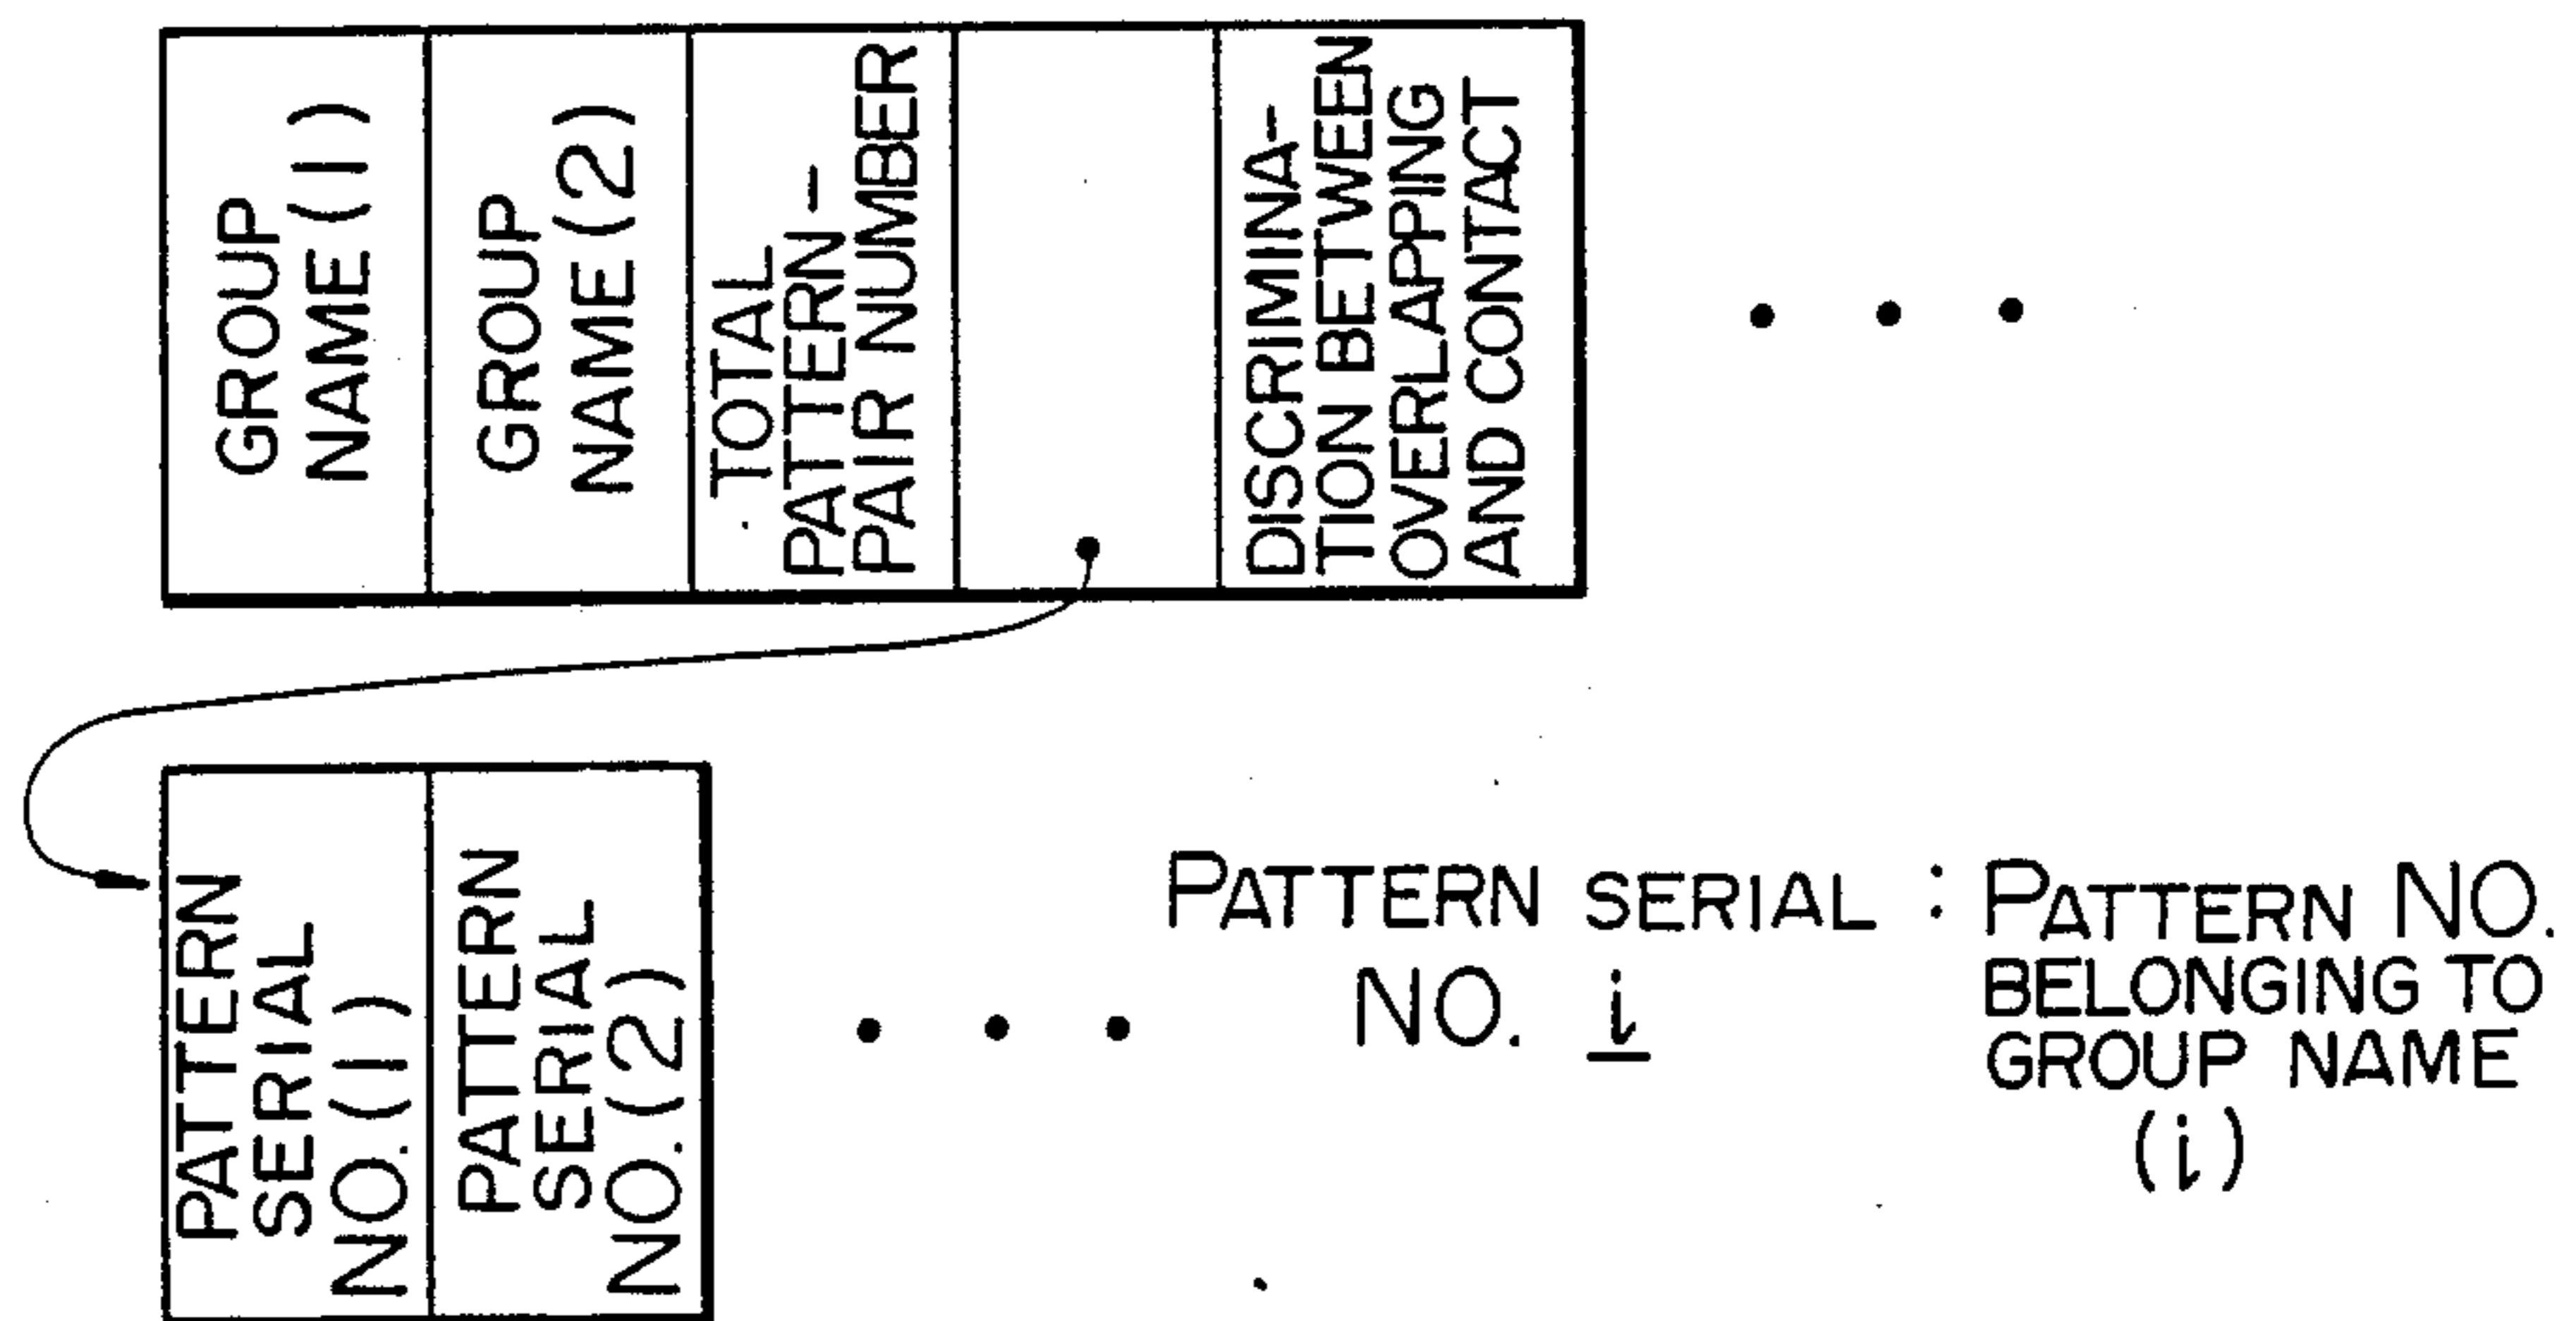 GROUP
NAME (1)
GROUP
NAME (2)
TOTAL
PATTERN-
PAIR NUMBER
DISCRIMINA-
TION BETWEEN
OVERLAPPING
AND CONTACT
PATTERN
SERIAL
NO. (1)
PATTERN
SERIAL
NO. (2)
PATTERN SERIAL : PATTERN NO.
NO. i
BELONGING TO
GROUP NAME
(i)